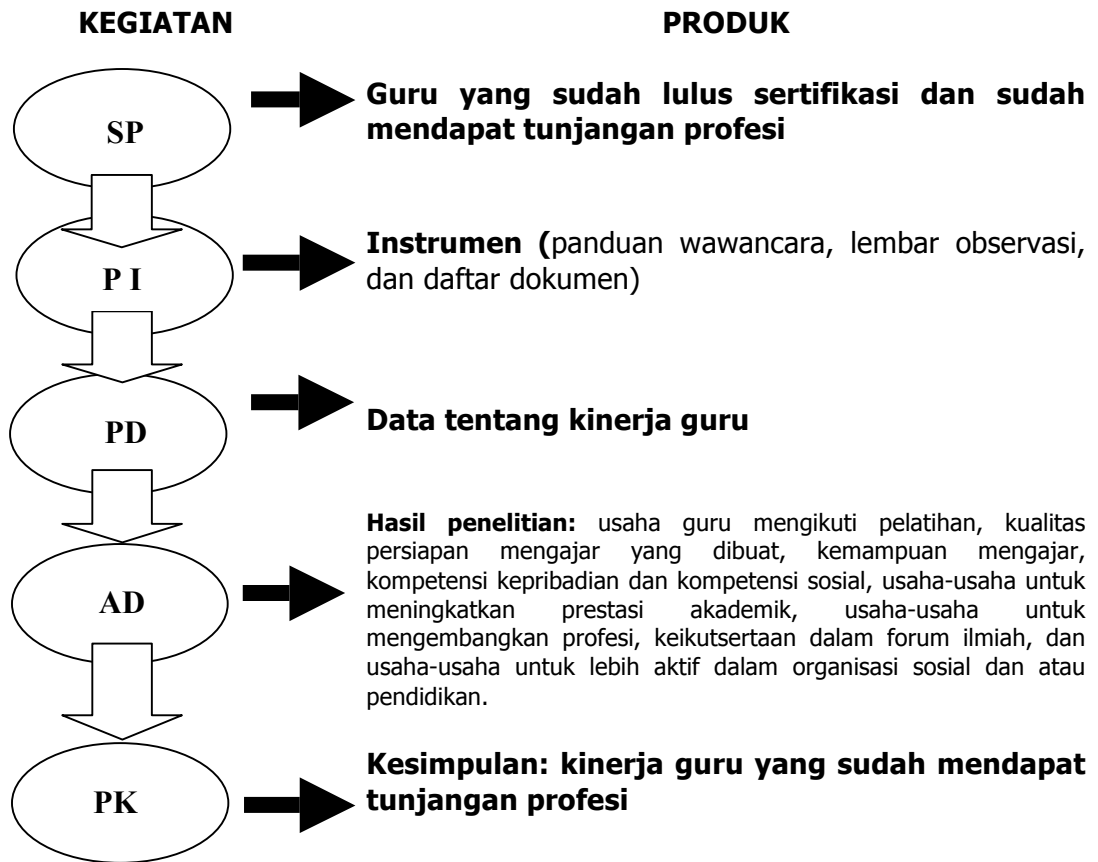 KEGIATAN PRODUK
SP
Guru yang sudah lulus sertifikasi dan sudah
mendapat tunjangan profesi
P I
Instrumen (panduan wawancara, lembar observasi,
dan daftar dokumen)
PD
Data tentang kinerja guru
AD
Hasil penelitian: usaha guru mengikuti pelatihan, kualitas
persiapan mengajar yang dibuat, kemampuan mengajar,
kompetensi kepribadian dan kompetensi sosial, usaha-usaha untuk
meningkatkan prestasi akademik, usaha-usaha untuk
mengembangkan profesi, keikutsertaan dalam forum ilmiah, dan
usaha-usaha untuk lebih aktif dalam organisasi sosial dan atau
pendidikan.
PK
Kesimpulan: kinerja guru yang sudah mendapat
tunjangan profesi